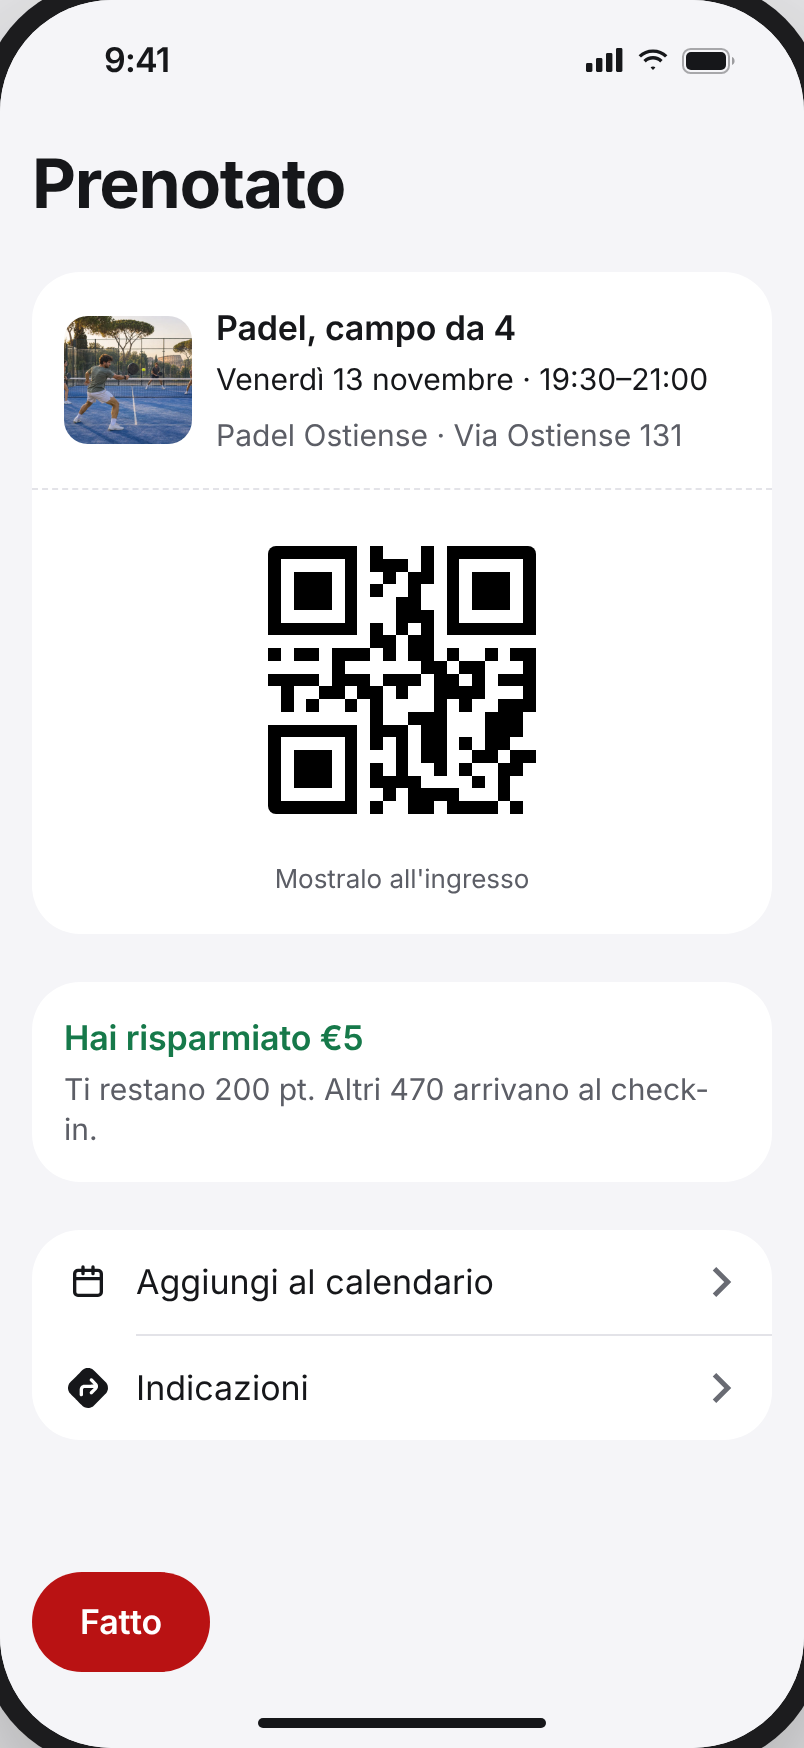 9:41
Prenotato
Padel, campo da 4
Venerdì 13 novembre · 19:30–21:00
Padel Ostiense · Via Ostiense 131
Mostralo all'ingresso
Hai risparmiato €5
Ti restano 200 pt. Altri 470 arrivano al check-
in.
Aggiungi al calendario
Indicazioni
Fatto